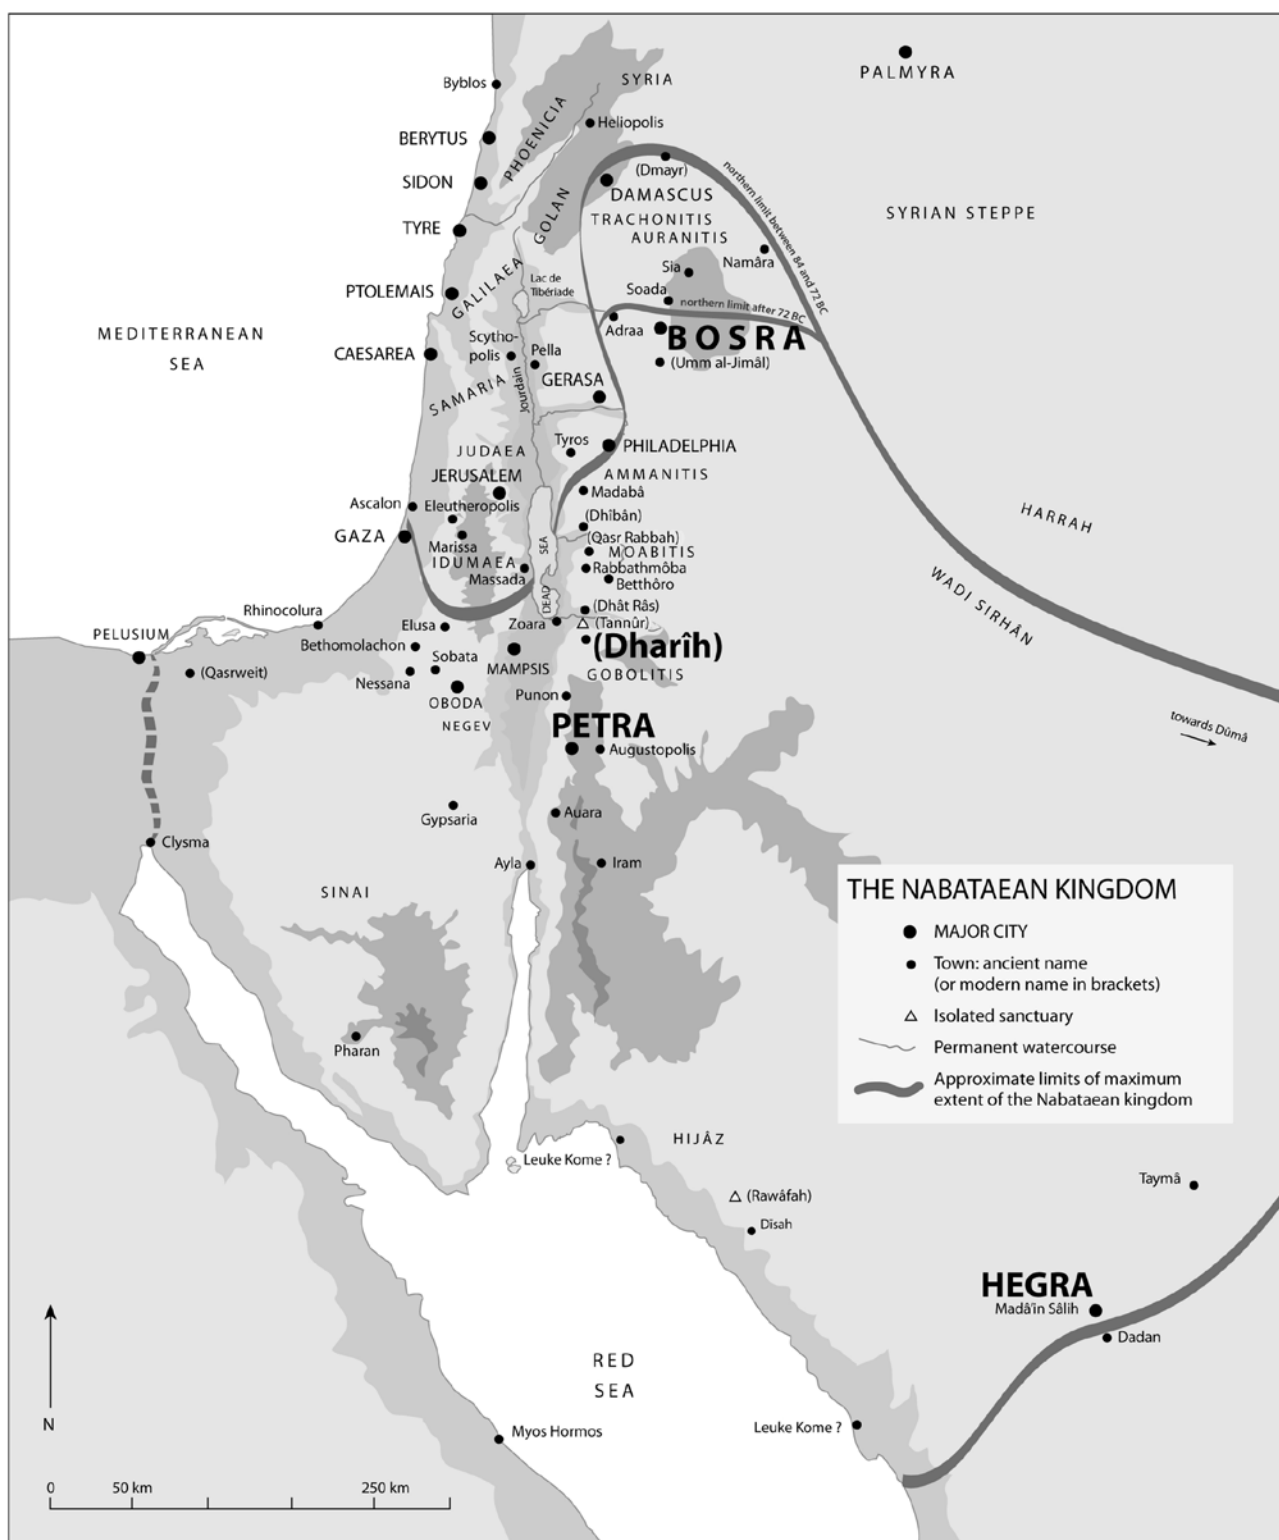 Byblos
SYRIA
PALMYRA
BERYTUS
PHOENICIA
Heliopolis
SIDON
(Dmayr)
DAMASCUS
northern limit between 84 and 72 BC
GOLAN
TRACHONITIS
AURANITIS
SYRIAN STEPPE
TYRE
Sia
Namâra
GALILAEA
Lac de
Tibériade
Soada
PTOLEMAIS
northern limit after 72 BC
MEDITERRANEAN
SEA
Adraa
BOSRA
Scytho-
polis
Pella
(Umm al-Jimâl)
CAESAREA
GERASA
SAMARIA
Jourdain
Tyros
PHILADELPHIA
JUDAEA
JERUSALEM
AMMANITIS
Madabâ
Ascalon
Eleutheropolis
(Dhîbân)
HARRAH
GAZA
Marissa
(Qasr Rabbah)
MOABITIS
IDUMAEA
SEA
Rabbathmôba
Massada
Betthôro
WADI SIRHÂN
DEAD
(Dhât Râs)
Rhinocolura
Elusa
Zoara
(Tannûr)
PELUSIUM
Bethomolachon
(Dharîh)
(Qasrweit)
Sobata
MAMPSIS
GOBOLITIS
Nessana
OBODA
Punon
NEGEV
PETRA
towards Dûmâ
Augustopolis
Gypsaria
Auara
Clysma
Ayla
Iram
SINAI
Pharan
THE NABATAEAN KINGDOM
MAJOR CITY
Town: ancient name
(or modern name in brackets)
Isolated sanctuary
Permanent watercourse
Approximate limits of maximum
extent of the Nabataean kingdom
HIJÂZ
Leuke Kome ?
Taymâ
(Rawâfah)
Dîsah
HEGRA
Madâ'in Sâlih
Dadan
RED
SEA
N
Myos Hormos
Leuke Kome ?
0 50 km 250 km